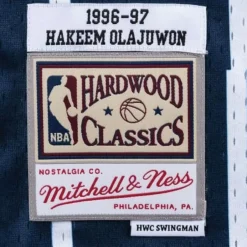 1996-97
HAKEEM OLAJUWON
HARDWOOD
NBA
CLASSICS
NOSTALGIA CO.
Mitchell & Ness
PHILADELPHIA, PA.
HWC SWINGMAN